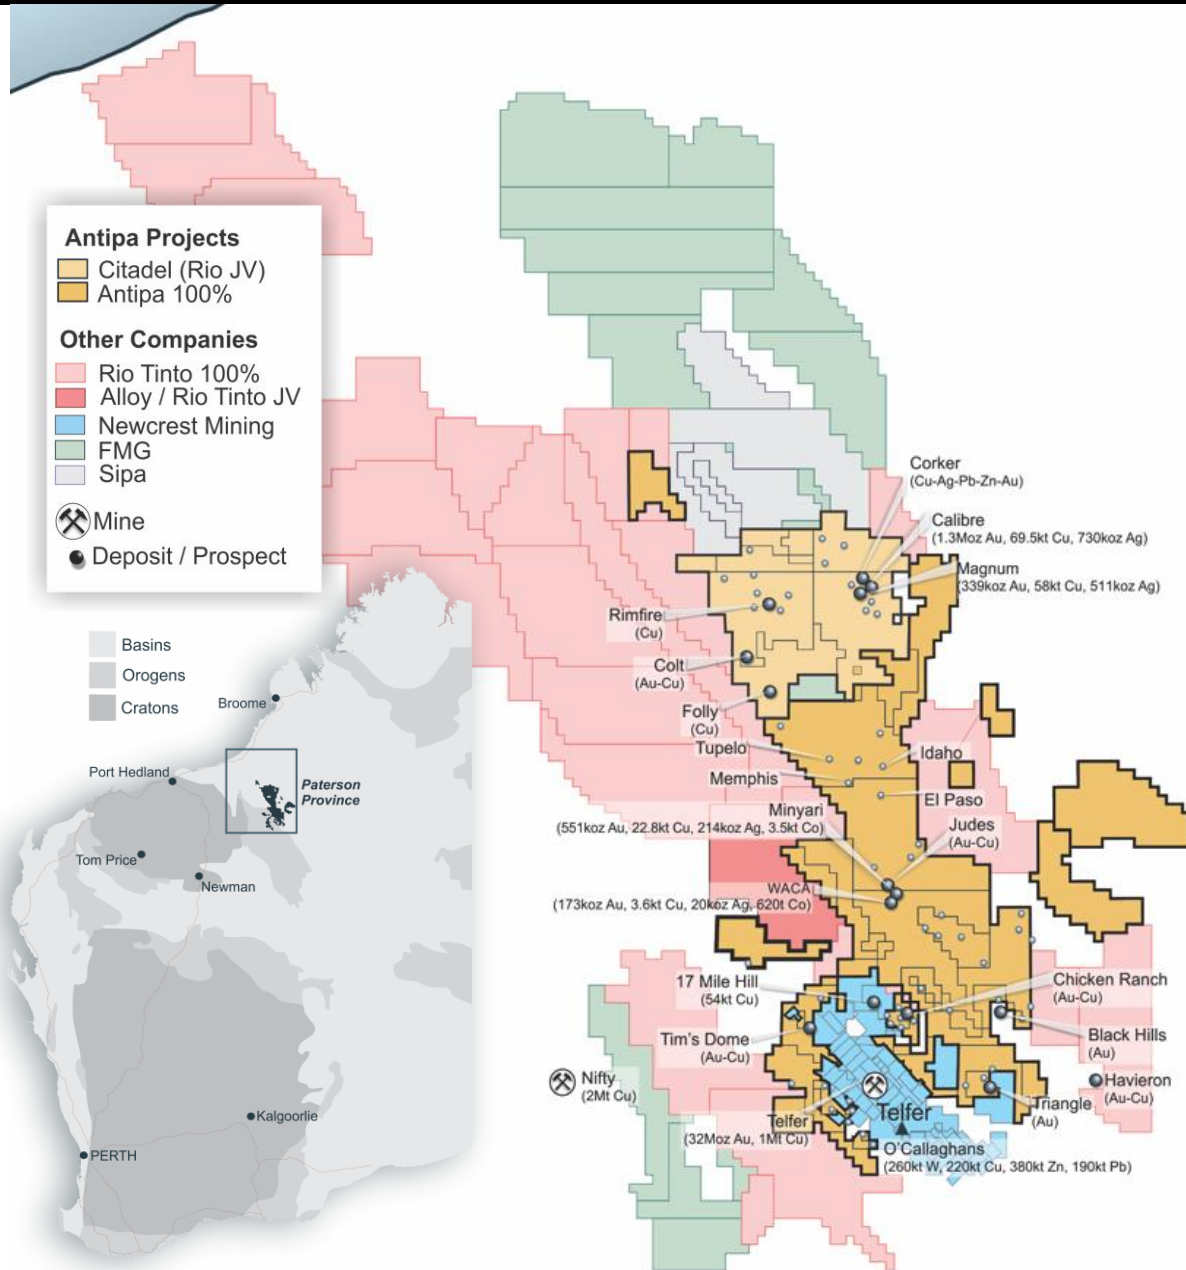 Antipa Projects
Citadel (Rio JV)
Antipa 100%
Other Companies
Rio Tinto 100%
Alloy / Rio Tinto JV
Newcrest Mining
FMG
Sipa
Mine
Deposit / Prospect
Basins
Orogens
Cratons
Broome
Port Hedland
Paterson
Province
Tom Price
Newman
Kalgoorlie
PERTH
Corker
(Cu-Ag-Pb-Zn-Au)
Calibre
(1.3Moz Au, 69.5kt Cu, 730koz Ag)
Magnum
(339koz Au, 58kt Cu, 511koz Ag)
Rimfire
(Cu)
Colt
(Au-Cu)
Folly
(Cu)
Tupelo
Idaho
Memphis
El Paso
Minyari
(551koz Au, 22.8kt Cu, 214koz Ag, 3.5kt Co)
Judes
(Au-Cu)
WACA
(173koz Au, 3.6kt Cu, 20koz Ag, 620t Co)
17 Mile Hill
(54kt Cu)
Chicken Ranch
(Au-Cu)
Tim's Dome
(Au-Cu)
Black Hills
(Au)
Nifty
(2Mt Cu)
Havieron
(Au-Cu)
Triangle
(Au)
Telfer
Telfer
(32Moz Au, 1Mt Cu)
O'Callaghans
(260kt W, 220kt Cu, 380kt Zn, 190kt Pb)